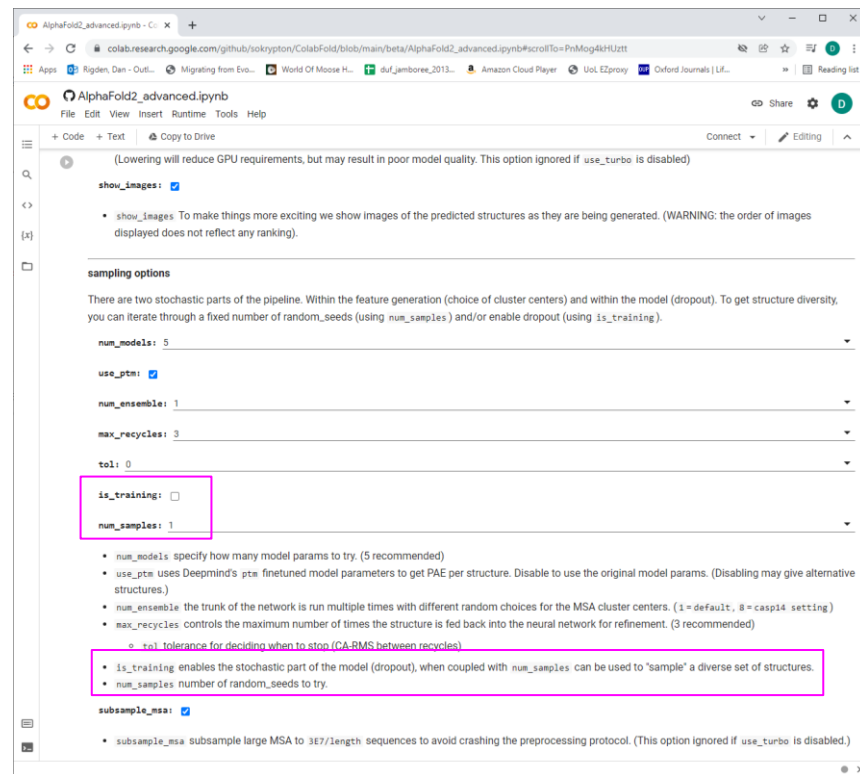 AlphaFold2_advanced.ipynb - Co
colab.research.google.com/github/sokrypton/ColabFold/blob/main/beta/AlphaFold2_advanced.ipynb#scrollTo=PnMog4kHUztt
Apps Rigden, Dan - Outl... Migrating from Evo... World Of Moose H... duf_jamboree_2013... Amazon Cloud Player UoL EZproxy Oxford Journals | Lif... » Reading list
AlphaFold2_advanced.ipynb
Share D
File Edit View Insert Runtime Tools Help
+ Code + Text Copy to Drive Connect Editing
(Lowering will reduce GPU requirements, but may result in poor model quality. This option ignored if use_turbo is disabled)
show_images:
• show_images To make things more exciting we show images of the predicted structures as they are being generated. (WARNING: the order of images
displayed does not reflect any ranking).
sampling options
There are two stochastic parts of the pipeline. Within the feature generation (choice of cluster centers) and within the model (dropout). To get structure diversity,
you can iterate through a fixed number of random_seeds (using num_samples) and/or enable dropout (using is_training).
num_models: 5
use_ptm:
num_ensemble: 1
max_recycles: 3
tol: 0
is_training:
num_samples: 1
• num_models specify how many model params to try. (5 recommended)
• use_ptm uses Deepmind's ptm finetuned model parameters to get PAE per structure. Disable to use the original model params. (Disabling may give alternative
structures.)
• num_ensemble the trunk of the network is run multiple times with different random choices for the MSA cluster centers. (1=default, 8=casp14 setting)
• max_recycles controls the maximum number of times the structure is fed back into the neural network for refinement. (3 recommended)
◦ tol tolerance for deciding when to stop (CA-RMS between recycles)
• is_training enables the stochastic part of the model (dropout), when coupled with num_samples can be used to "sample" a diverse set of structures.
• num_samples number of random_seeds to try.
subsample_msa:
• subsample_msa subsample large MSA to 3E7/length sequences to avoid crashing the preprocessing protocol. (This option ignored if use_turbo is disabled.)